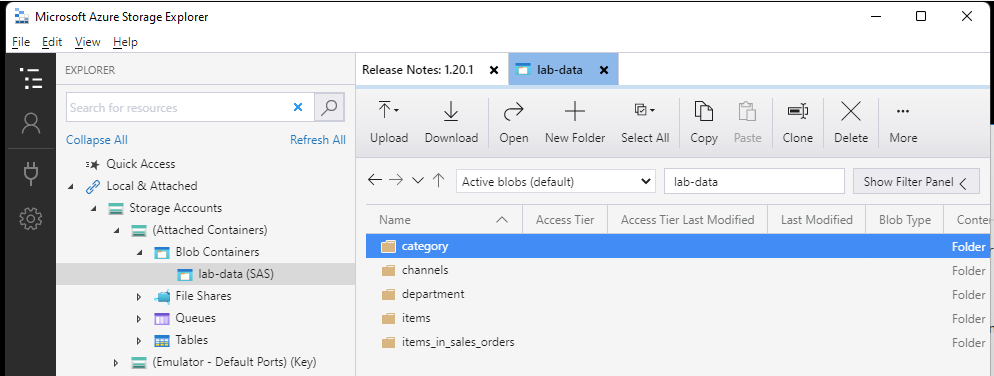 Microsoft Azure Storage Explorer
File Edit View Help
EXPLORER
Search for resources
Collapse All Refresh All
Quick Access
Local & Attached
Storage Accounts
(Attached Containers)
Blob Containers
lab-data (SAS)
File Shares
Queues
Tables
(Emulator - Default Ports) (Key)
Release Notes: 1.20.1 lab-data
Upload Download Open New Folder Select All Copy Paste Clone Delete More
Active blobs (default) lab-data Show Filter Panel
Name Access Tier Access Tier Last Modified Last Modified Blob Type Conte
category Folder
channels Folder
department Folder
items Folder
items_in_sales_orders Folder